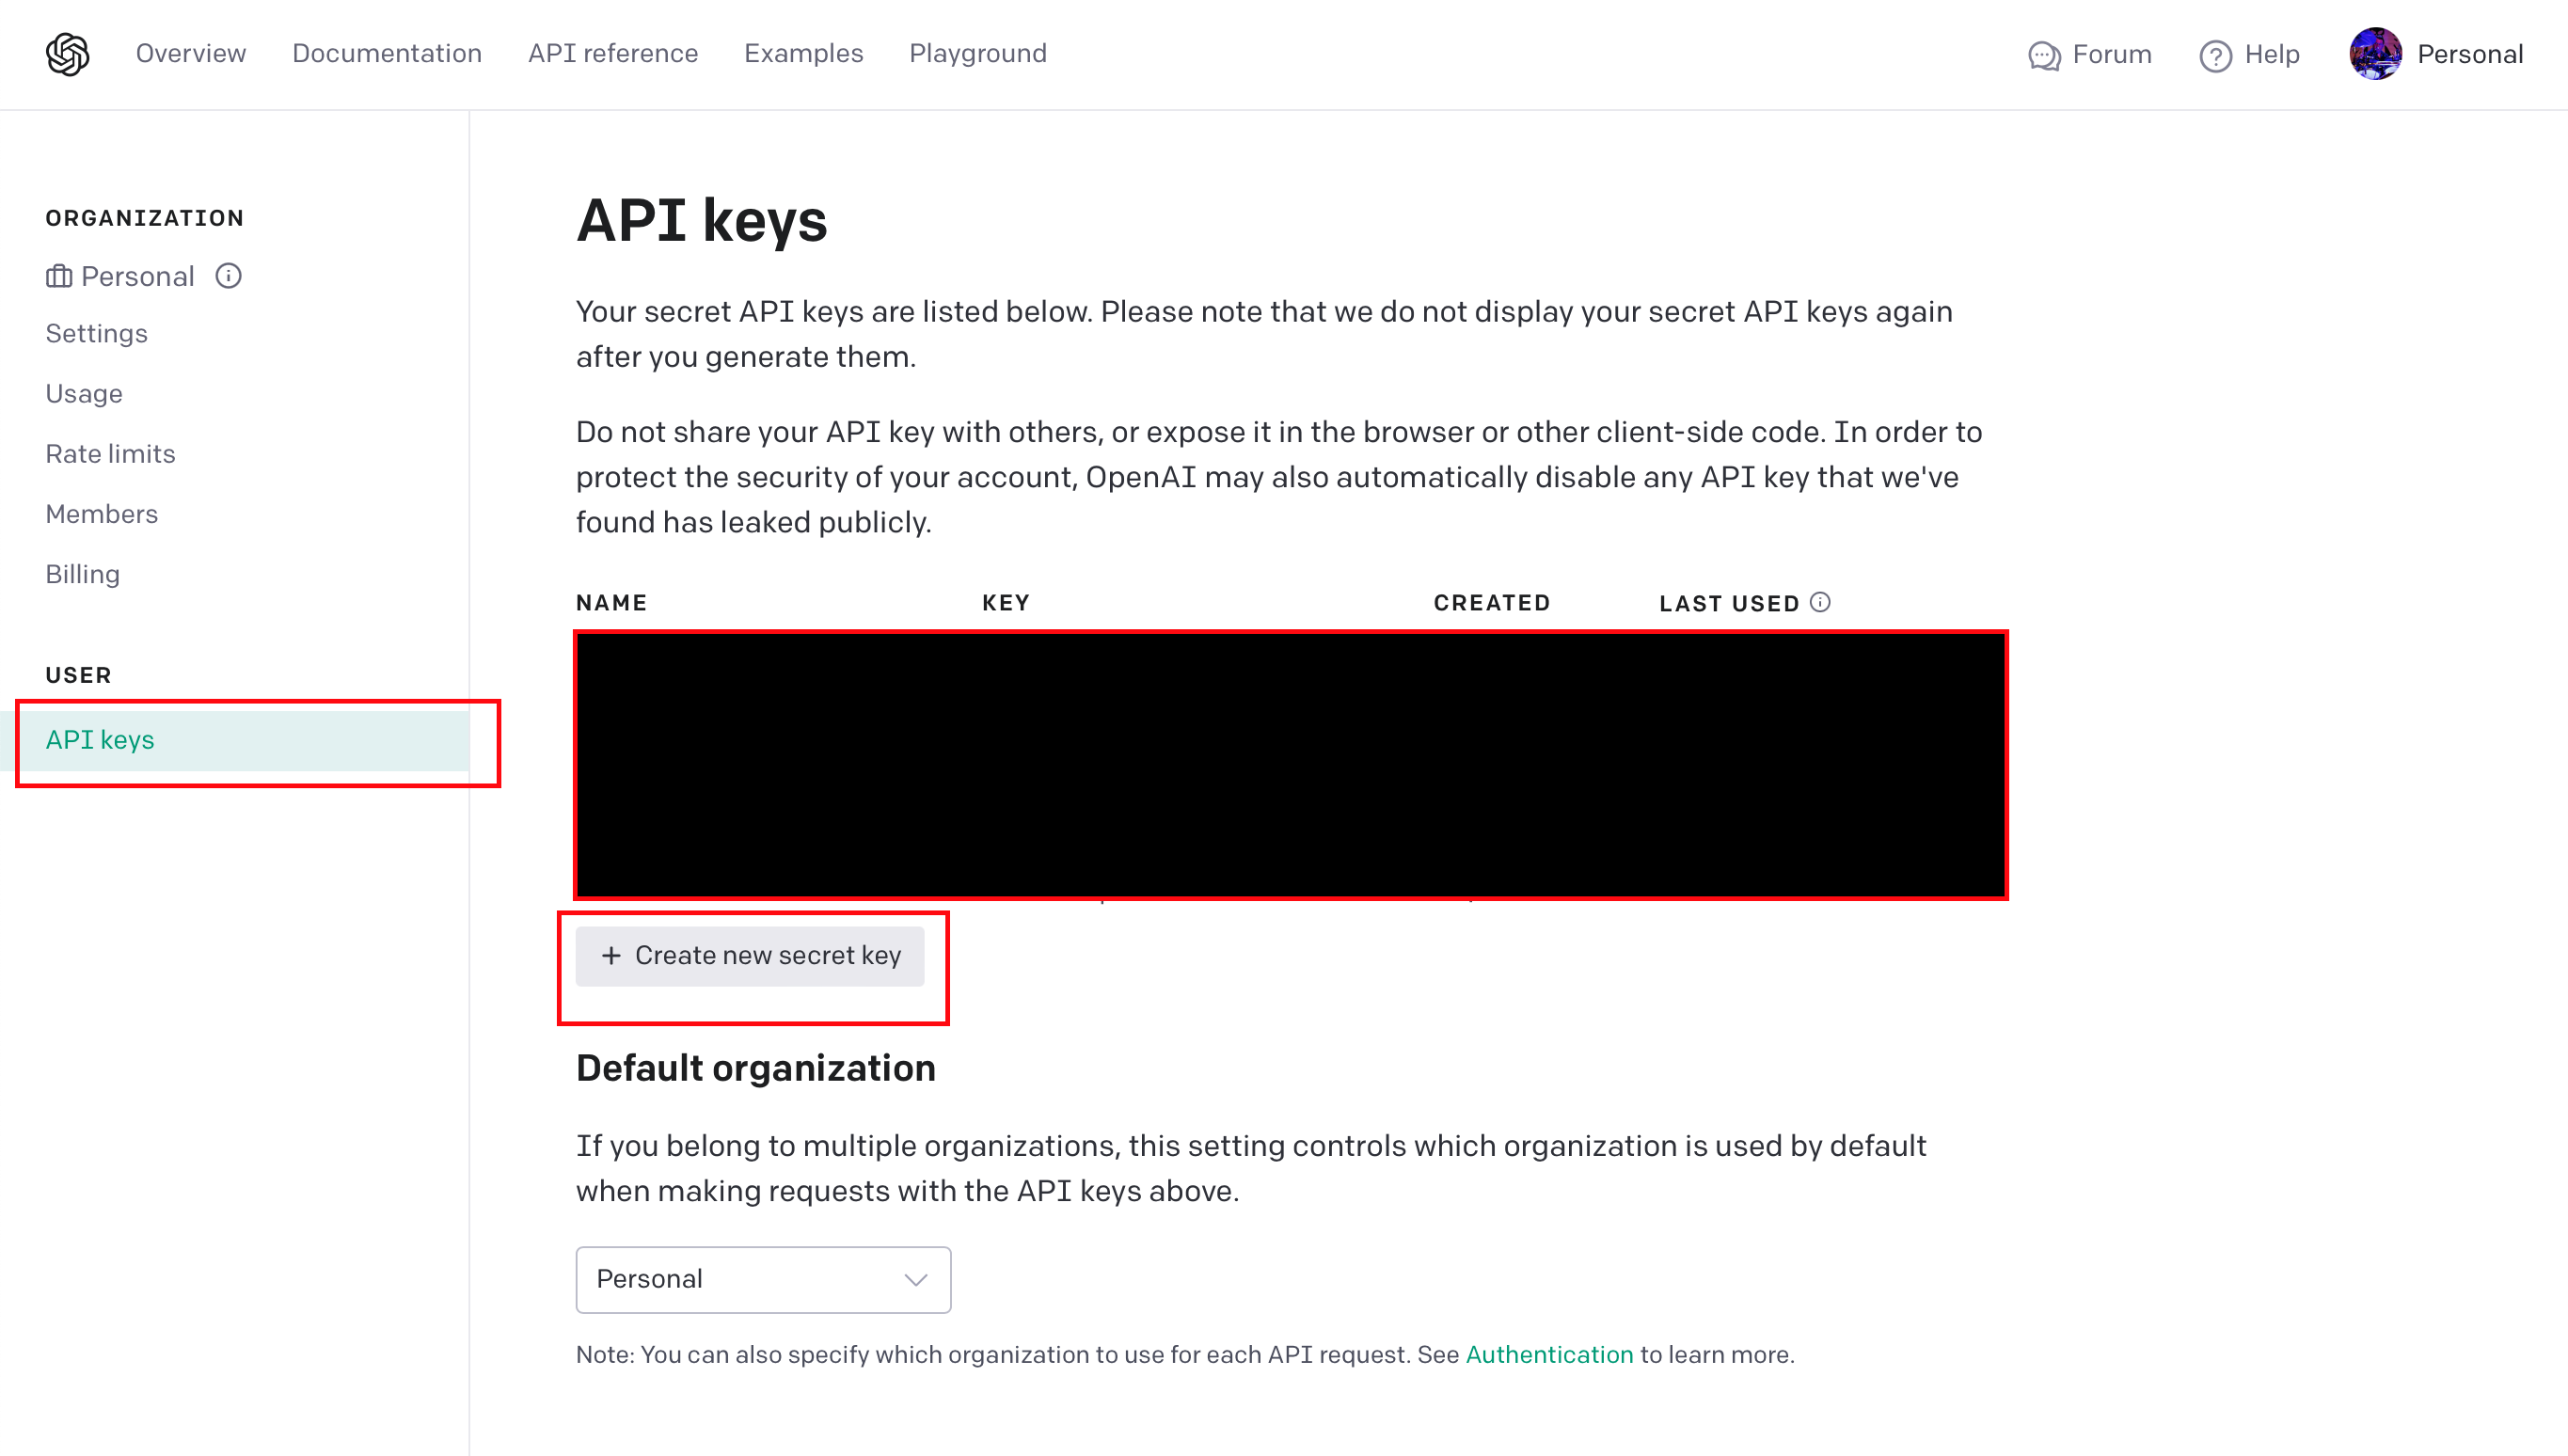 Overview Documentation API reference Examples Playground Forum Help Personal
ORGANIZATION
Personal
Settings
Usage
Rate limits
Members
Billing
USER
API keys
API keys
Your secret API keys are listed below. Please note that we do not display your secret API keys again
after you generate them.
Do not share your API key with others, or expose it in the browser or other client-side code. In order to
protect the security of your account, OpenAI may also automatically disable any API key that we've
found has leaked publicly.
NAME KEY CREATED LAST USED
+ Create new secret key
Default organization
If you belong to multiple organizations, this setting controls which organization is used by default
when making requests with the API keys above.
Personal
Note: You can also specify which organization to use for each API request. See Authentication to learn more.